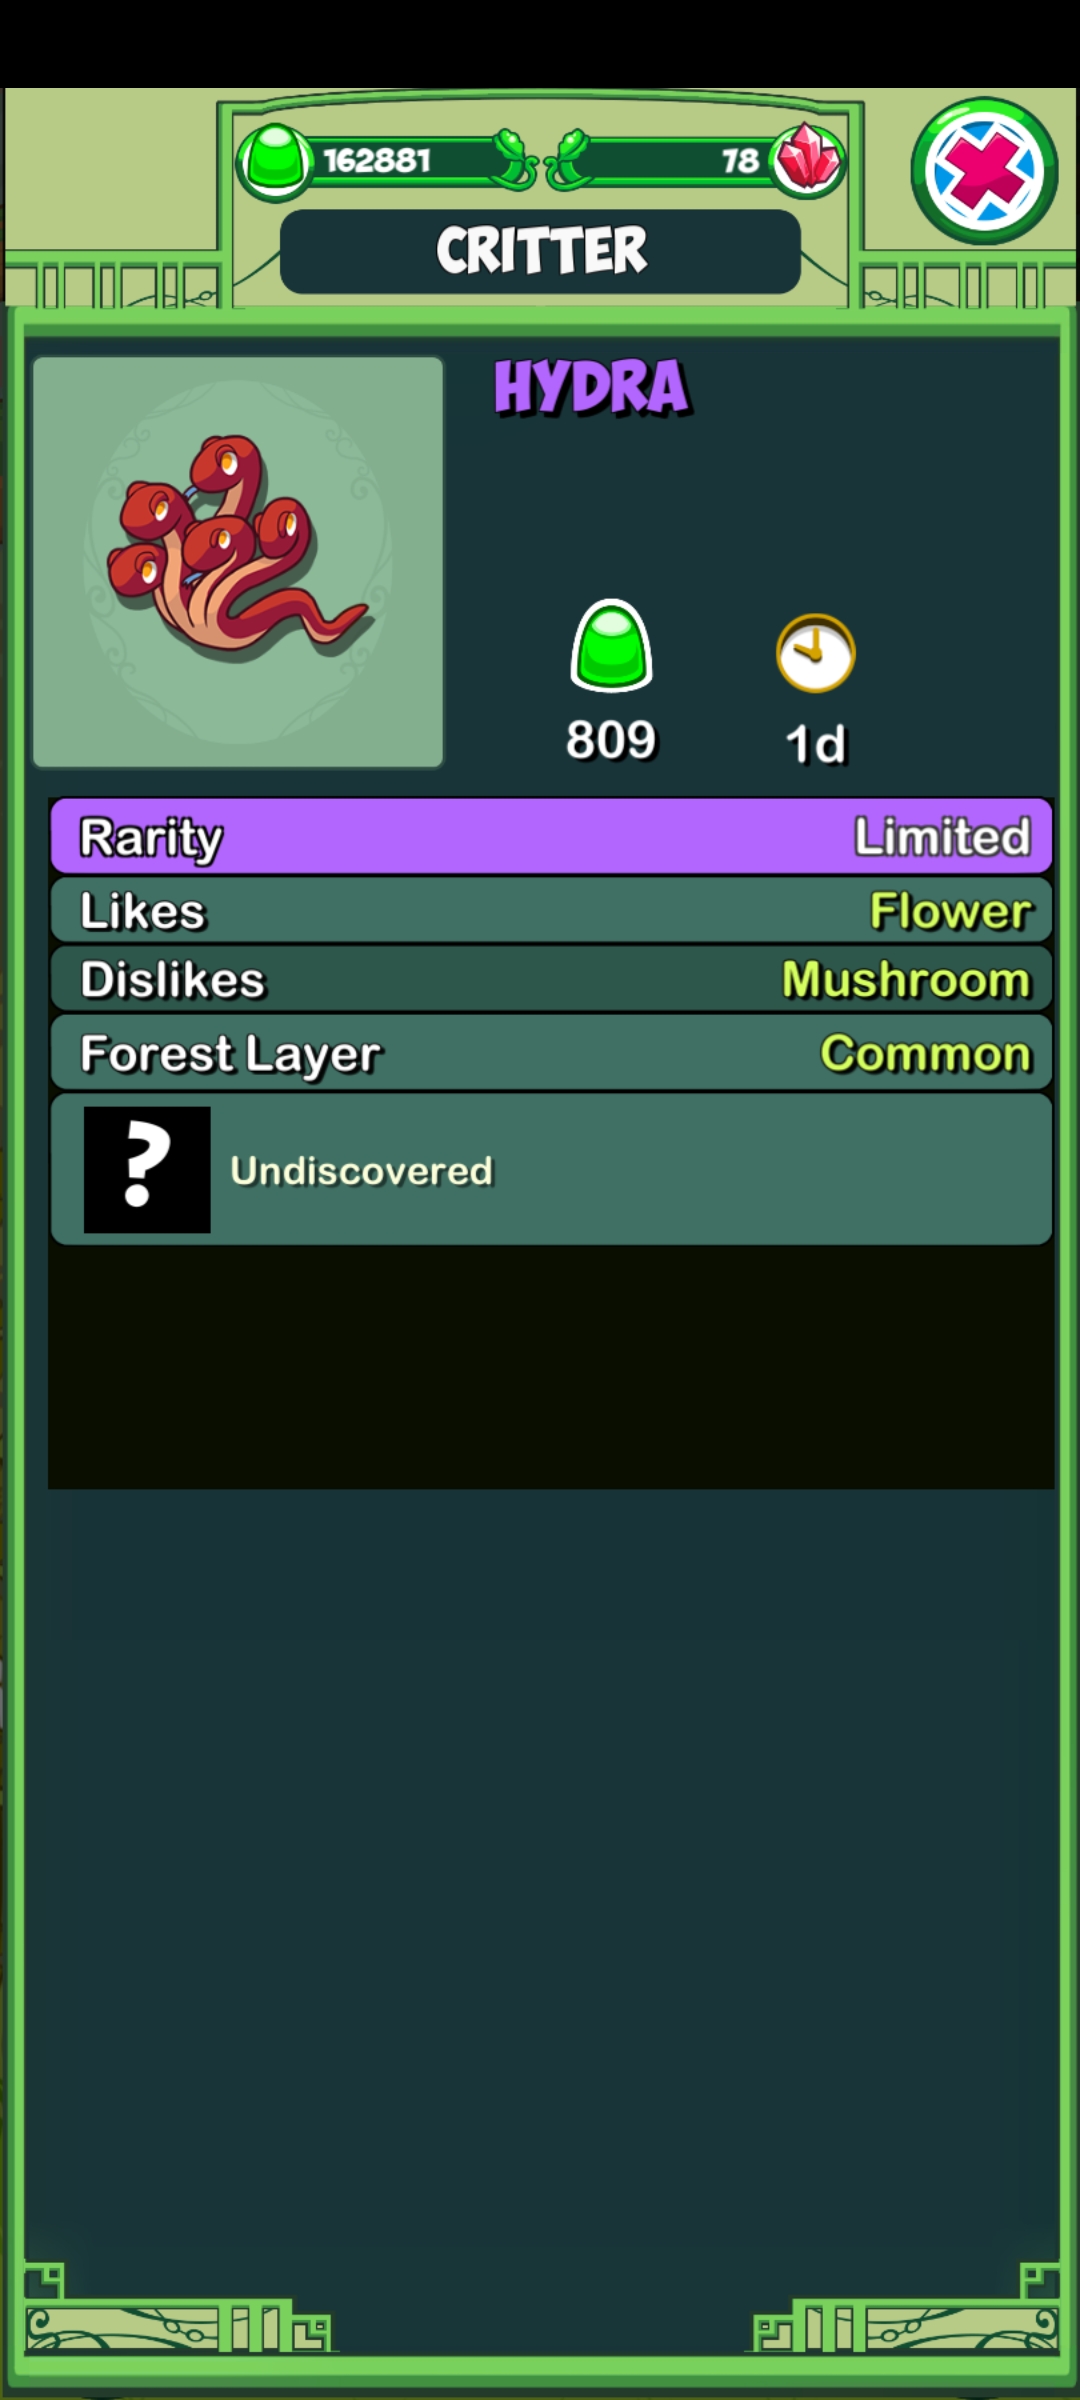 162881 78
CRITTER
HYDRA
809 1d
Rarity Limited
Likes Flower
Dislikes Mushroom
Forest Layer Common
? Undiscovered